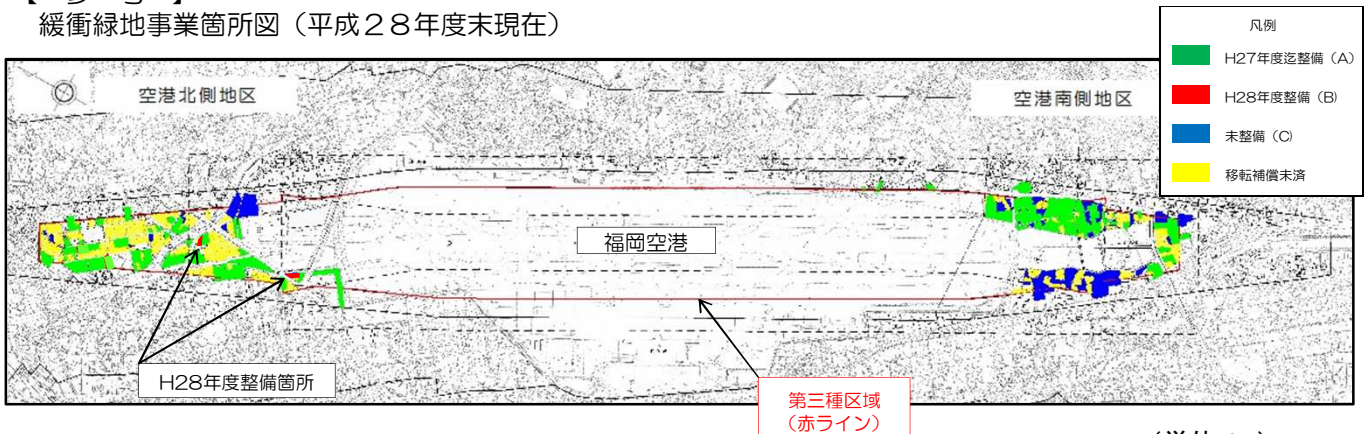 緩衝緑地事業箇所図（平成２８年度末現在）
凡例
H27年度迄整備（A）
H28年度整備（B）
未整備（C）
移転補償未済
空港北側地区
空港南側地区
福岡空港
H28年度整備箇所
第三種区域
（赤ライン）